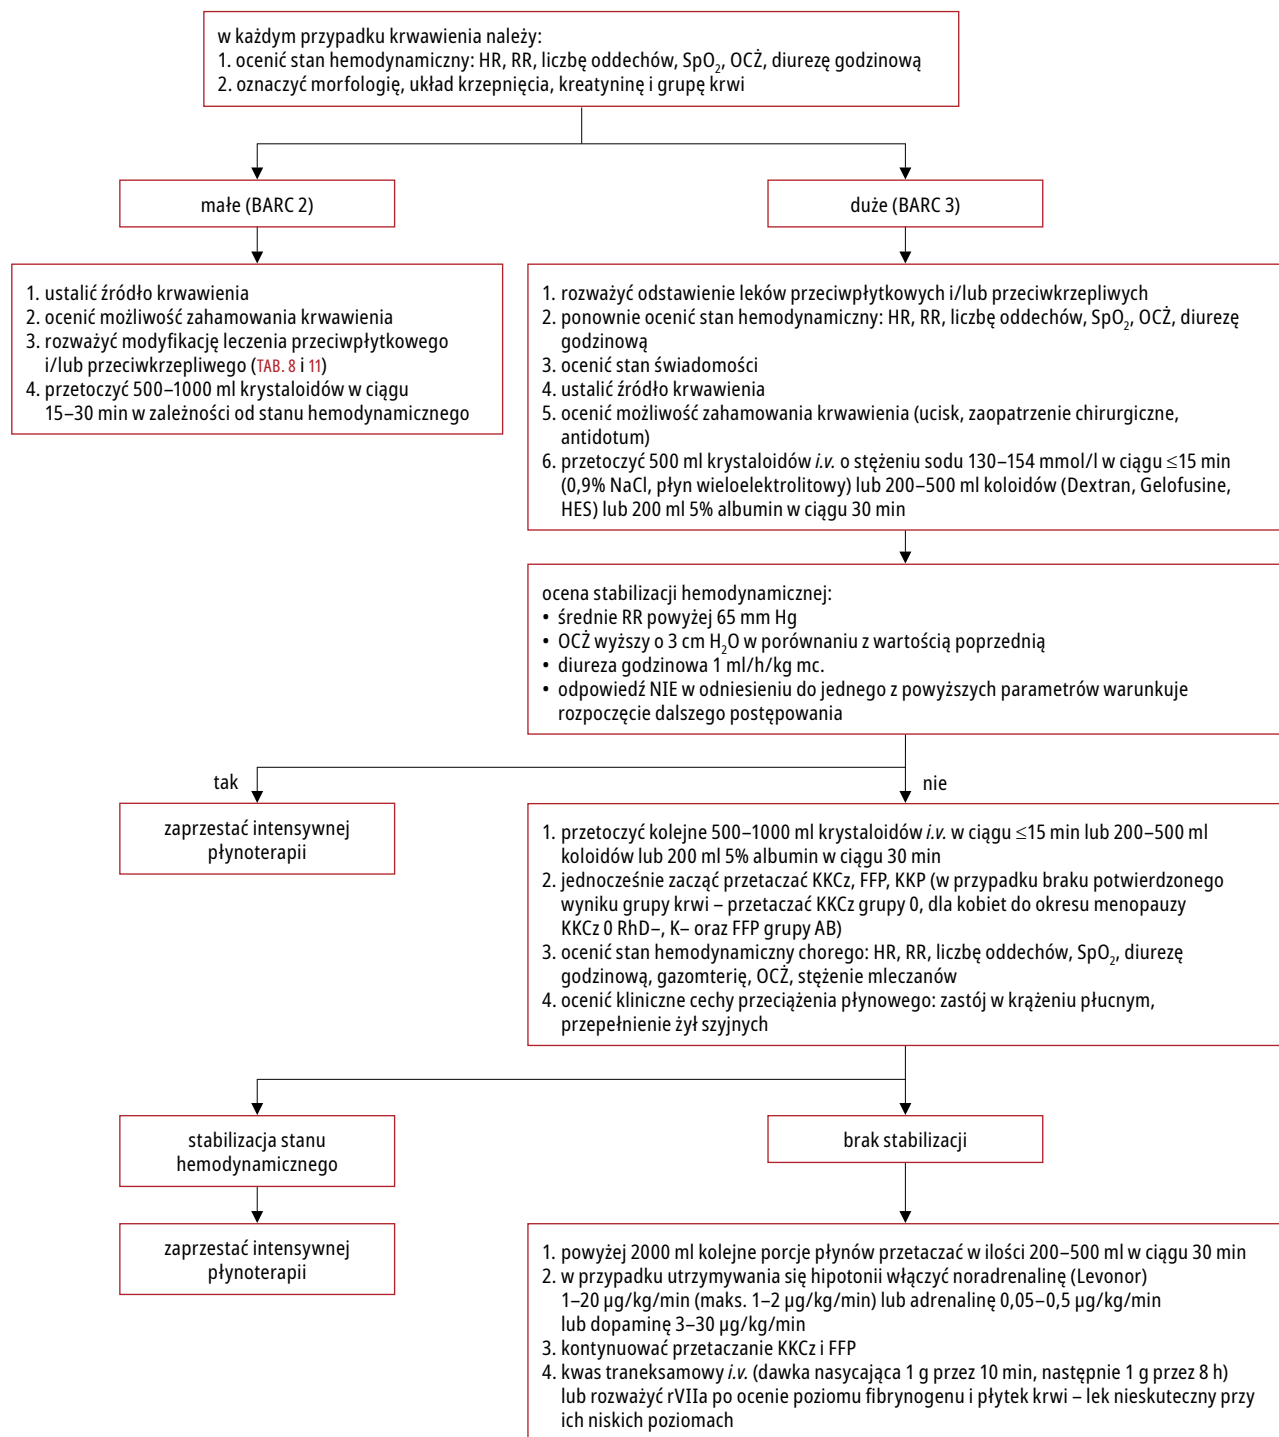 w każdym przypadku krwawienia należy:
1. ocenić stan hemodynamiczny: HR, RR, liczbę oddechów, SpO₂, OCŻ, diurezę godzinową
2. oznaczyć morfologię, układ krzepnięcia, kreatyninę i grupę krwi
małe (BARC 2)
duże (BARC 3)
1. ustalić źródło krwawienia
2. ocenić możliwość zahamowania krwawienia
3. rozważyć modyfikację leczenia przeciwpłytkowego
i/lub przeciwkrzepliwego (TAB. 8 i 11)
4. przetoczyć 500–1000 ml krystaloidów w ciągu
15–30 min w zależności od stanu hemodynamicznego
1. rozważyć odstawienie leków przeciwpłytkowych i/lub przeciwkrzepliwych
2. ponownie ocenić stan hemodynamiczny: HR, RR, liczbę oddechów, SpO₂, OCŻ, diurezę
godzinową
3. ocenić stan świadomości
4. ustalić źródło krwawienia
5. ocenić możliwość zahamowania krwawienia (ucisk, zaopatrzenie chirurgiczne,
antidotum)
6. przetoczyć 500 ml krystaloidów i.v. o stężeniu sodu 130–154 mmol/l w ciągu ≤15 min
(0,9% NaCl, płyn wieloelektrolitowy) lub 200–500 ml koloidów (Dextran, Gelofusine,
HES) lub 200 ml 5% albumin w ciągu 30 min
ocena stabilizacji hemodynamicznej:
• średnie RR powyżej 65 mm Hg
• OCŻ wyższy o 3 cm H₂O w porównaniu z wartością poprzednią
• diureza godzinowa 1 ml/h/kg mc.
• odpowiedź NIE w odniesieniu do jednego z powyższych parametrów warunkuje
rozpoczęcie dalszego postępowania
tak
nie
zaprzestać intensywnej
płynoterapii
1. przetoczyć kolejne 500–1000 ml krystaloidów i.v. w ciągu ≤15 min lub 200–500 ml
koloidów lub 200 ml 5% albumin w ciągu 30 min
2. jednocześnie zacząć przetaczać KKCz, FFP, KKP (w przypadku braku potwierdzonego
wyniku grupy krwi – przetaczać KKCz grupy 0, dla kobiet do okresu menopauzy
KKCz 0 RhD–, K– oraz FFP grupy AB)
3. ocenić stan hemodynamiczny chorego: HR, RR, liczbę oddechów, SpO₂, diurezę
godzinową, gazomterię, OCŻ, stężenie mleczanów
4. ocenić kliniczne cechy przeciążenia płynowego: zastój w krążeniu płucnym,
przepełnienie żył szyjnych
stabilizacja stanu
hemodynamicznego
brak stabilizacji
zaprzestać intensywnej
płynoterapii
1. powyżej 2000 ml kolejne porcje płynów przetaczać w ilości 200–500 ml w ciągu 30 min
2. w przypadku utrzymywania się hipotonii włączyć noradrenalinę (Levonor)
1–20 μg/kg/min (maks. 1–2 μg/kg/min) lub adrenalinę 0,05–0,5 μg/kg/min
lub dopaminę 3–30 μg/kg/min
3. kontynuować przetaczanie KKCz i FFP
4. kwas traneksamowy i.v. (dawka nasycająca 1 g przez 10 min, następnie 1 g przez 8 h)
lub rozważyć rVIIa po ocenie poziomu fibrynogenu i płytek krwi – lek nieskuteczny przy
ich niskich poziomach